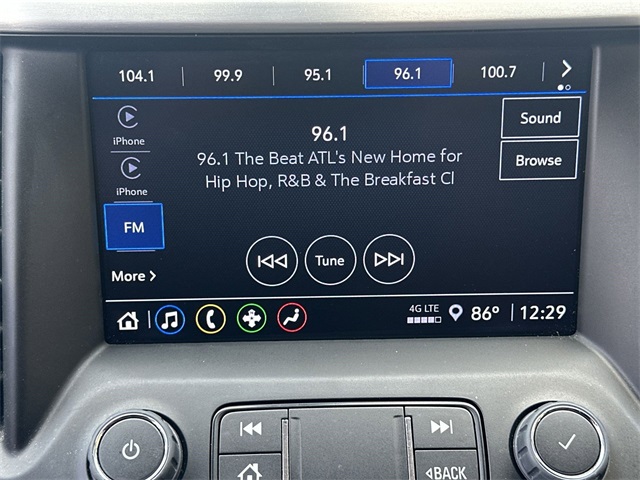 104.1 99.9 95.1 96.1 100.7
iPhone
iPhone
FM
More
96.1
96.1 The Beat ATL's New Home for
Hip Hop, R&B & The Breakfast Cl
Sound
Browse
Tune
4G LTE
86° 12:29
BACK